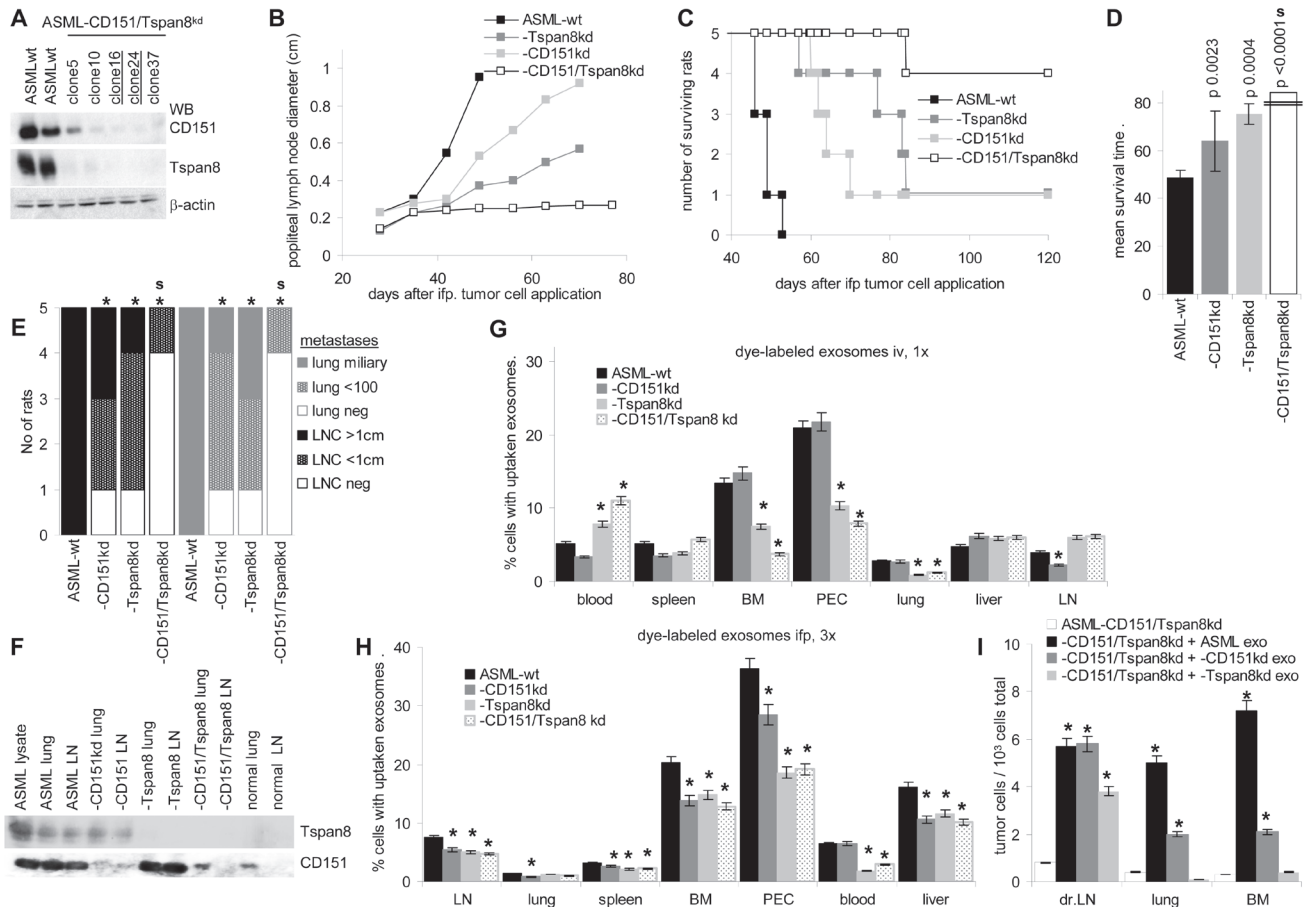 A
ASML-CD151/Tspan8kd
ASMLwt
ASMLwt
clone5
clone10
clone16
clone24
clone37
WB
CD151
Tspan8
β-actin
B
ASML-wt
-Tspan8kd
-CD151kd
-CD151/Tspan8kd
popliteal lymph node diameter (cm)
1
0.8
0.6
0.4
0.2
0
20 40 60 80
days after ifp. tumor cell application
C
number of surviving rats
5
4
3
2
1
0
ASML-wt
-Tspan8kd
-CD151kd
-CD151/Tspan8kd
40 60 80 100 120
days after ifp tumor cell application
D
p 0.0023
p 0.0004
p <0.0001
s
mean survival time .
80
60
40
20
0
ASML-wt
-CD151kd
-Tspan8kd
-CD151/Tspan8kd
E
No of rats
5
4
3
2
1
0
* * s * * * s *
metastases
lung miliary
lung <100
lung neg
LNC >1cm
LNC <1cm
LNC neg
ASML-wt
-CD151kd
-Tspan8kd
-CD151/Tspan8kd
ASML-wt
-CD151kd
-Tspan8kd
-CD151/Tspan8kd
F
ASML lysate
ASML lung
ASML LN
-CD151kd lung
-CD151 LN
-Tspan8 lung
-Tspan8 LN
-CD151/Tspan8 lung
-CD151/Tspan8 LN
normal lung
normal LN
Tspan8
CD151
G
dye-labeled exosomes iv, 1x
ASML-wt
-CD151kd
-Tspan8kd
-CD151/Tspan8 kd
% cells with uptaken exosomes.
30
20
10
0
* * * * * * * * *
blood spleen BM PEC lung liver LN
H
dye-labeled exosomes ifp, 3x
ASML-wt
-CD151kd
-Tspan8kd
-CD151/Tspan8 kd
% cells with uptaken exosomes .
40
30
20
10
0
* * * * * * * * * * * * * * * * * *
LN lung spleen BM PEC blood liver
I
ASML-CD151/Tspan8kd
-CD151/Tspan8kd + ASML exo
-CD151/Tspan8kd + -CD151kd exo
-CD151/Tspan8kd + -Tspan8kd exo
tumor cells / 10³ cells total
10
8
6
4
2
0
* * * * * * *
dr.LN lung BM